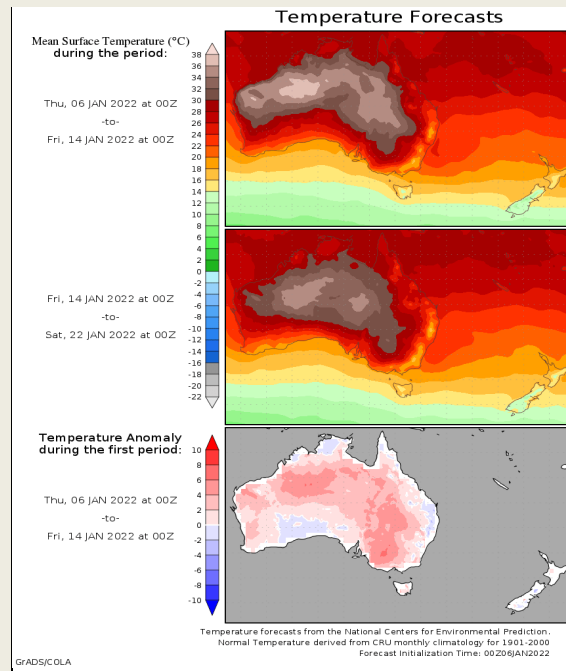 Temperature Forecasts
Mean Surface Temperature (°C)
during the period:
Thu, 06 JAN 2022 at 00Z
-to-
Fri, 14 JAN 2022 at 00Z
38
36
34
32
30
28
26
24
22
20
18
16
14
12
10
8
6
4
2
0
-2
-4
-6
-8
-10
-12
-14
-16
-18
-20
-22
Fri, 14 JAN 2022 at 00Z
-to-
Sat, 22 JAN 2022 at 00Z
Temperature Anomaly
during the first period:
Thu, 06 JAN 2022 at 00Z
-to-
Fri, 14 JAN 2022 at 00Z
10
8
6
4
2
0
-2
-4
-6
-8
-10
Temperature forecasts from the National Centers for Environmental Prediction.
Normal Temperature derived from CRU monthly climatology for 1901-2000
Forecast Initialization Time: 00Z06JAN2022
GrADS/COLA